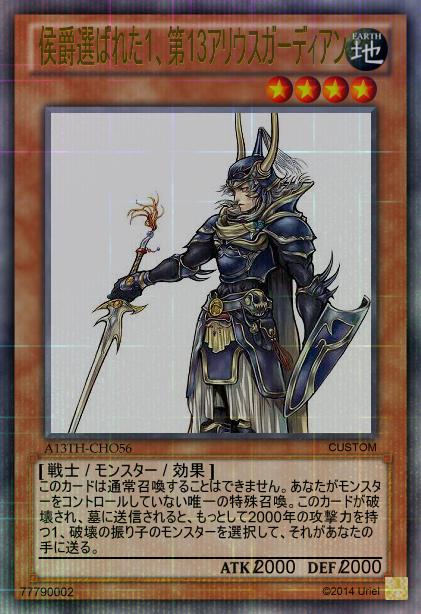 侯爵選ばれた1、第13アリウスガーディアン
EARTH
地
A13TH-CHO56
CUSTOM
[ 戦士 / モンスター / 効果 ]
このカードは通常召喚することはできません。あなたがモンス
ターをコントロールしていない唯一の特殊召喚。このカードが破
壊され、墓に送信されると、もっとして2000年の攻撃力を持
つ1、破壊の振り子のモンスターを選択して、それがあなたの
手に送る。
ATK 2000 DEF 2000
77790002
©2014 Uriel